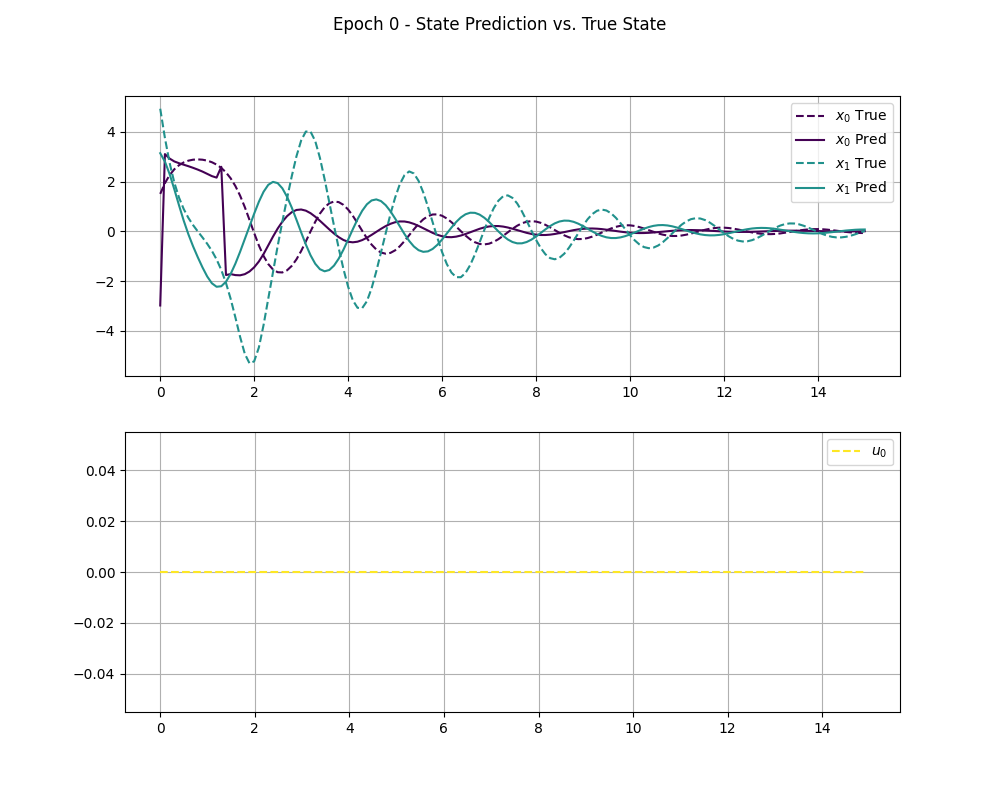 Epoch 0 - State Prediction vs. True State
4
2
0
−2
−4
x₀ True
x₀ Pred
x₁ True
x₁ Pred
0 2 4 6 8 10 12 14
0.04
0.02
0.00
−0.02
−0.04
u₀
0 2 4 6 8 10 12 14